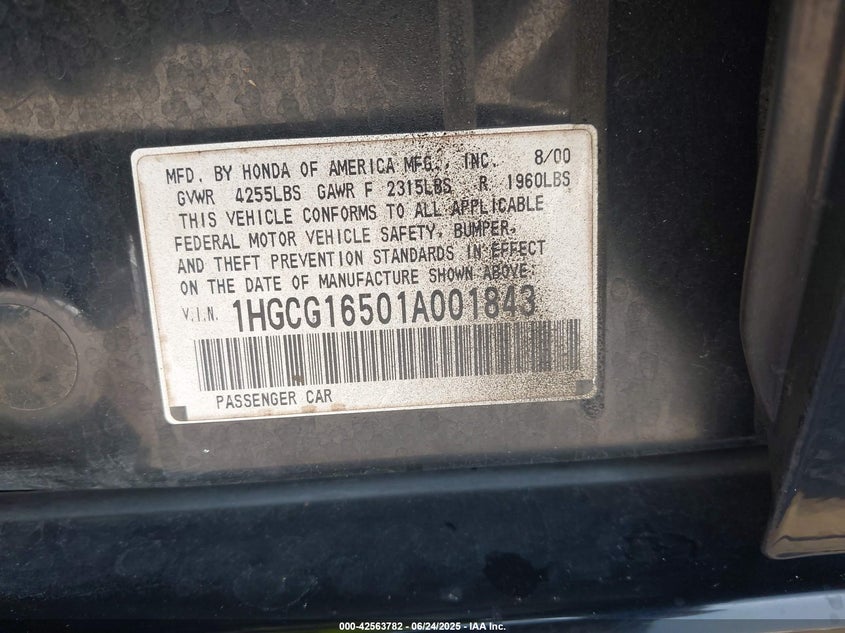 MFD. BY HONDA OF AMERICA MFG., INC. 8/00
GVWR 4255LBS GAWR F 2315LBS R 1960LBS
THIS VEHICLE CONFORMS TO ALL APPLICABLE
FEDERAL MOTOR VEHICLE SAFETY, BUMPER,
AND THEFT PREVENTION STANDARDS IN EFFECT
ON THE DATE OF MANUFACTURE SHOWN ABOVE.
V.I.N. 1HGCG16501A001843
PASSENGER CAR
000-42563782 - 06/24/2025 - IAA Inc.